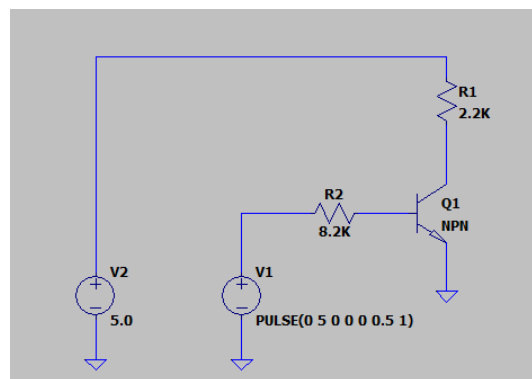 R1
2.2K
R2
8.2K
Q1
NPN
V2
5.0
V1
PULSE(0 5 0 0 0 0.5 1)